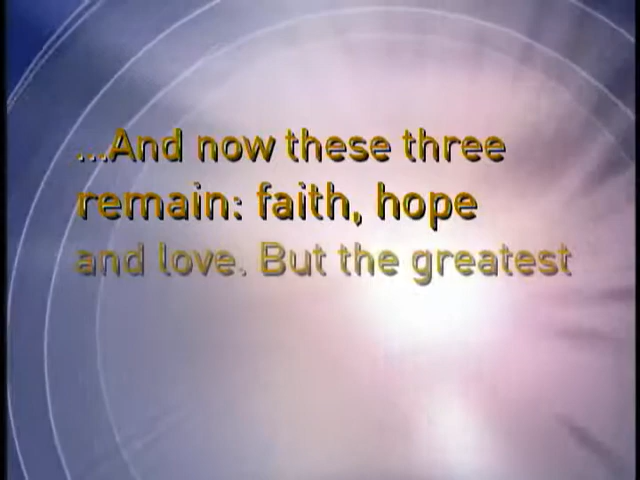 ...And now these three
remain: faith, hope
and love. But the greatest